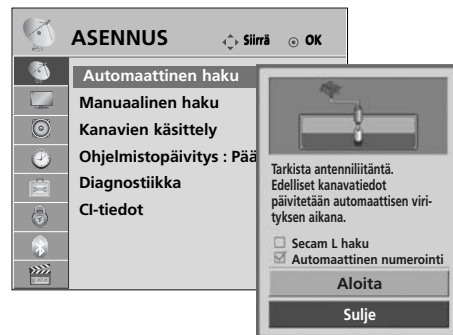 ASENNUS
Siirrä
OK
Automaattinen haku
Manuaalinen haku
Kanavien käsittely
Ohjelmistopäivitys : Pää
Diagnostiikka
CI-tiedot
Tarkista antenniliitäntä.
Edelliset kanavatiedot
päivitetään automaattisen viri-
tyksen aikana.
Secam L haku
Automaattinen numerointi
Aloita
Sulje